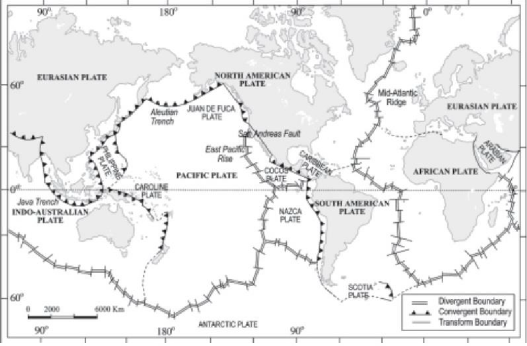 90°
180°
90°
0°
EURASIAN PLATE
NORTH AMERICAN
PLATE
60°
Aleutian
Trench
JUAN DE FUCA
PLATE
Mid-Atlantic
Ridge
EURASIAN PLATE
San Andreas Fault
East Pacific
Rise
PHILIPPINE
PLATE
CARIBBEAN
PLATE
ARABIAN
PLATE
PACIFIC PLATE
COCOS
PLATE
AFRICAN PLATE
CAROLINE
PLATE
0°
0°
Java Trench
INDO-AUSTRALIAN
PLATE
NAZCA
PLATE
SOUTH AMERICAN
PLATE
SCOTIA
PLATE
60°
60°
0 2000 6000 Km
Divergent Boundary
Convergent Boundary
Transform Boundary
90°
180°
ANTARCTIC PLATE
90°